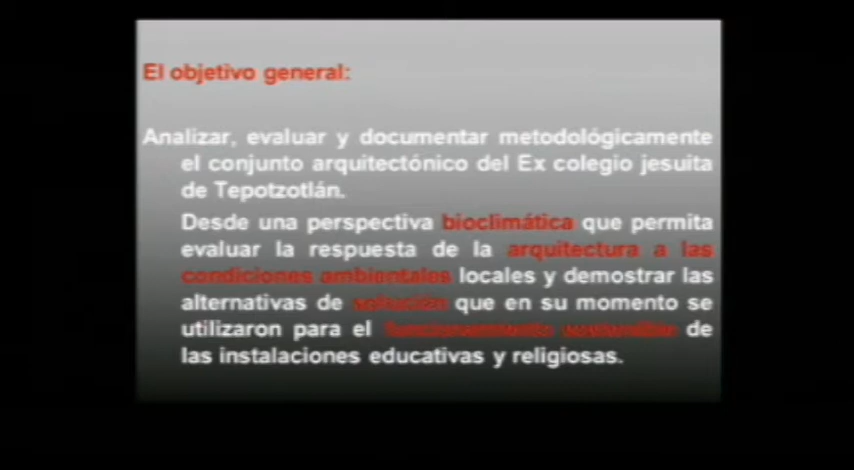 El objetivo general:
Analizar, evaluar y documentar metodológicamente
el conjunto arquitectónico del Ex colegio jesuita
de Tepotzotlán.
Desde una perspectiva bioclimática que permita
evaluar la respuesta de la arquitectura a las
condiciones ambientales locales y demostrar las
alternativas de solución que en su momento se
utilizaron para el funcionamiento de
las instalaciones educativas y religiosas.